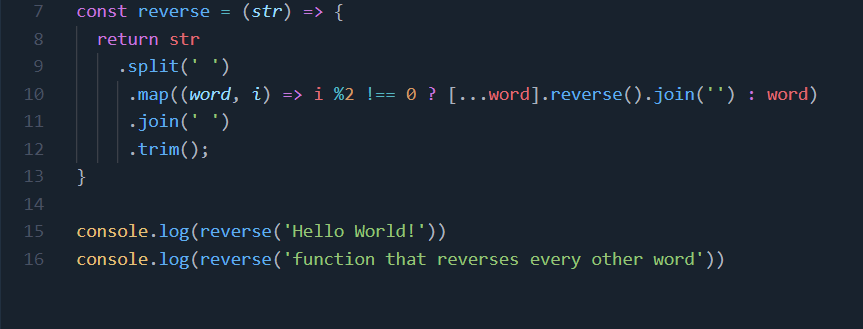 7 const reverse = (str) => {
8 return str
9 .split(' ')
10 .map((word, i) => i %2 !== 0 ? [...word].reverse().join('') : word)
11 .join(' ')
12 .trim();
13 }
14
15 console.log(reverse('Hello World!'))
16 console.log(reverse('function that reverses every other word'))